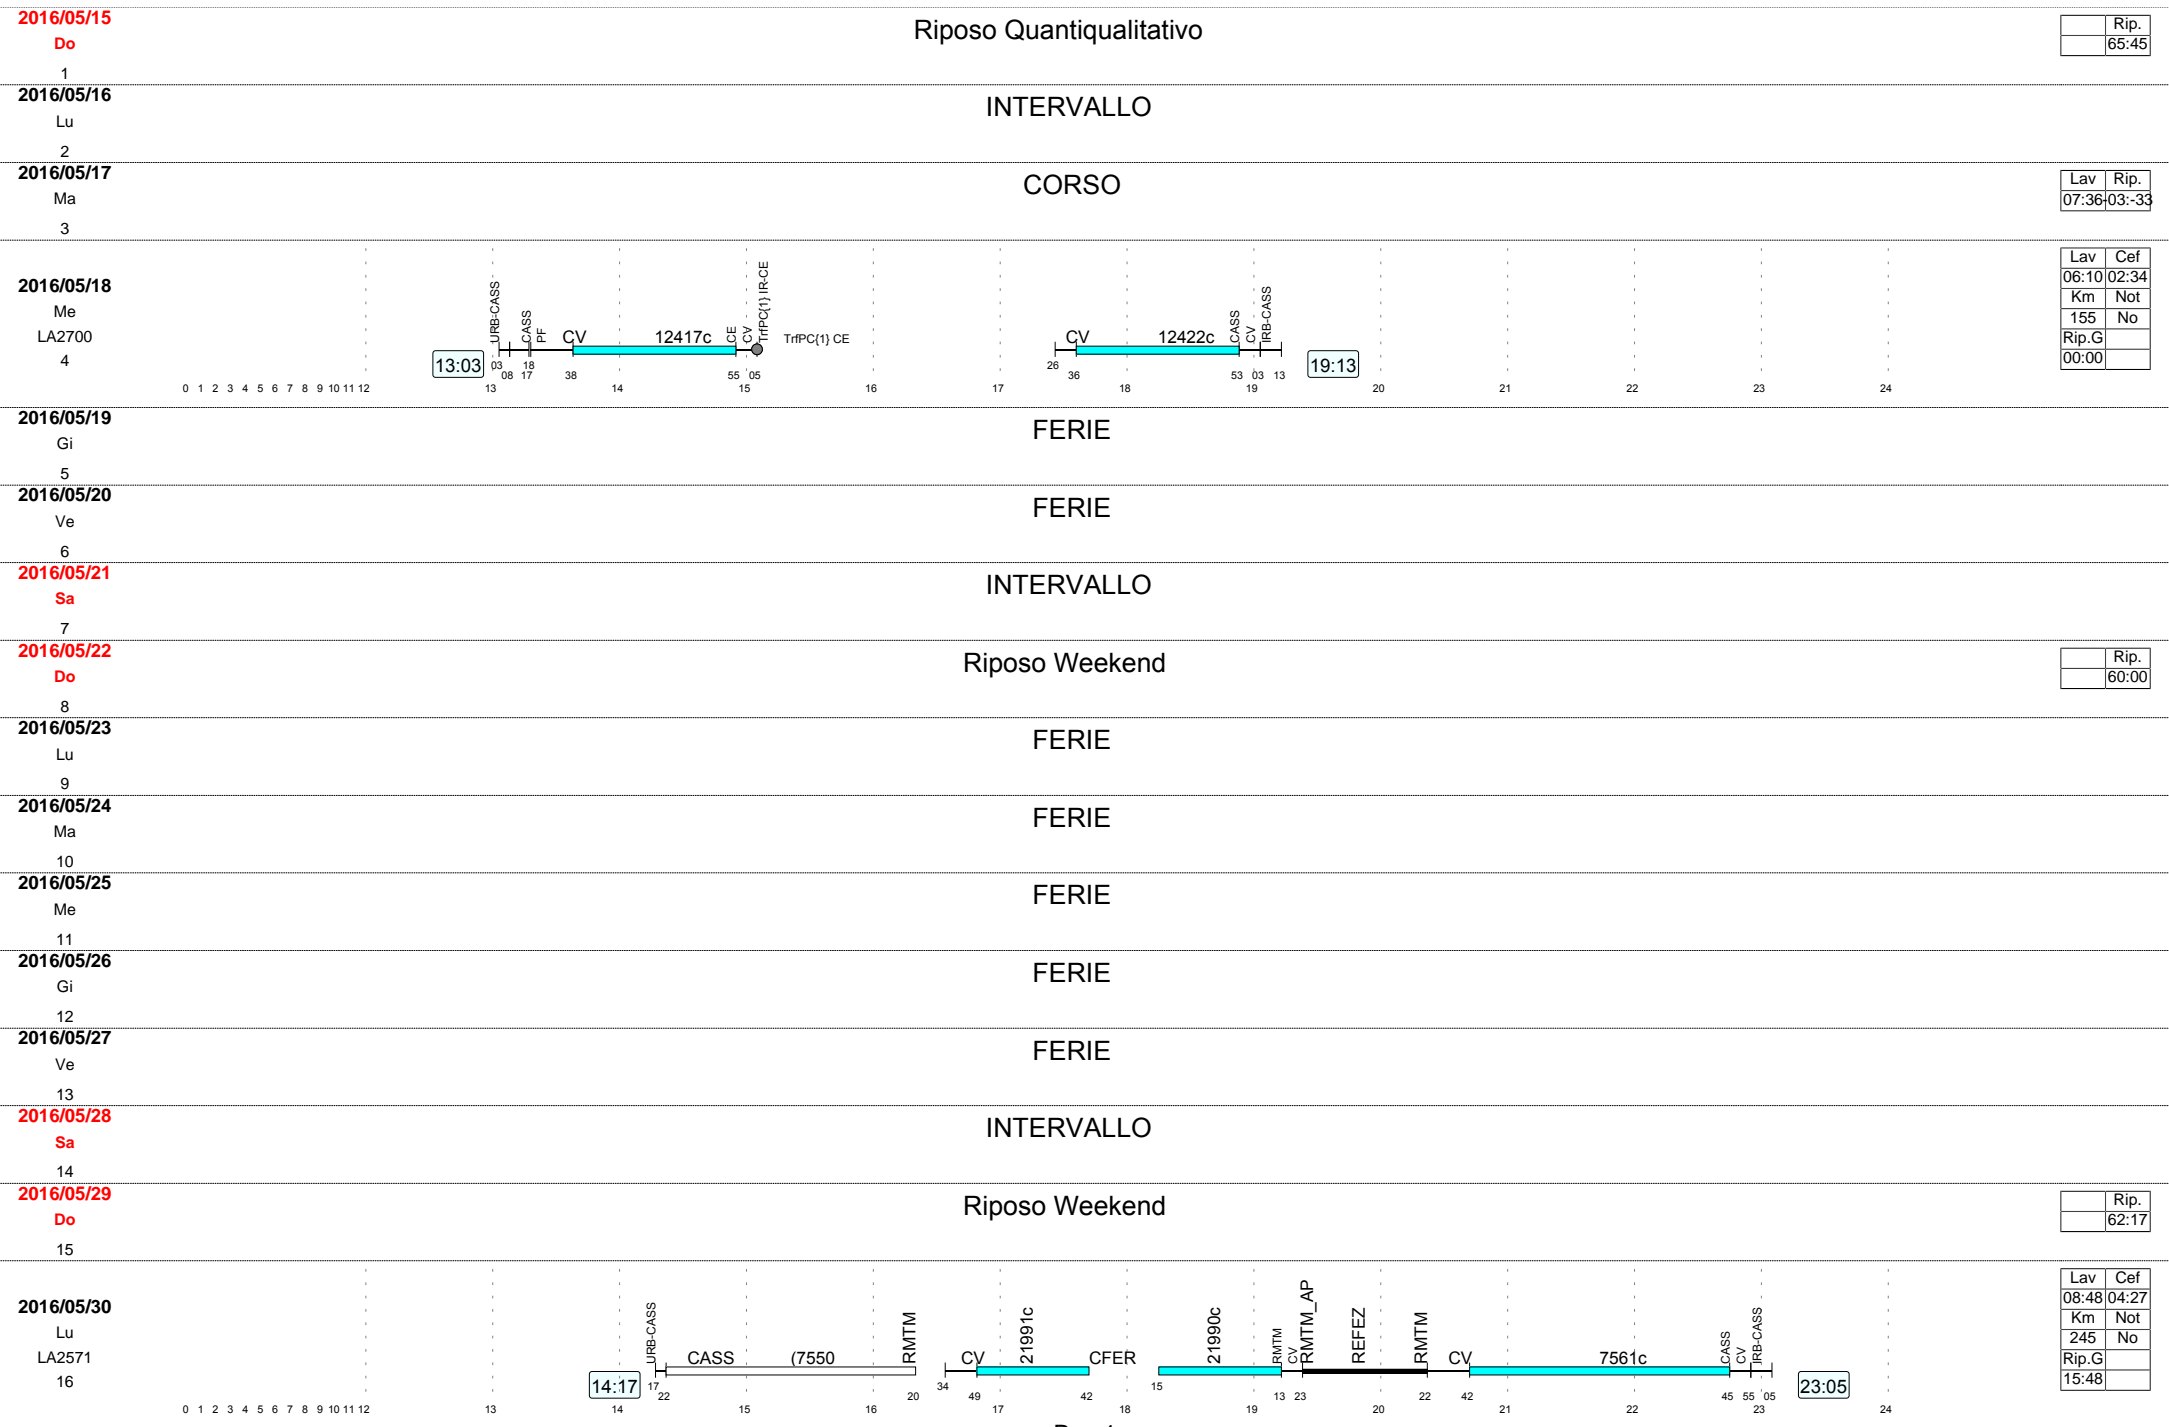 2016/05/15
Do
1
Riposo Quantiqualitativo
Rip.
65:45
2016/05/16
Lu
2
INTERVALLO
2016/05/17
Ma
3
CORSO
Lav Rip.
07:36 -03:-33
2016/05/18
Me
LA2700
4
13:03
URB-CASS CASS PF CV 12417c CE CV TrfPC{1} IR-CE TrfPC{1} CE CV 12422c CASS CV IRB-CASS
03 08 18 17 38 55 05 26 36 53 03 13
19:13
0 1 2 3 4 5 6 7 8 9 10 11 12 13 14 15 16 17 18 19 20 21 22 23 24
Lav Cef
06:10 02:34
Km Not
155 No
Rip.G
00:00
2016/05/19
Gi
5
FERIE
2016/05/20
Ve
6
FERIE
2016/05/21
Sa
7
INTERVALLO
2016/05/22
Do
8
Riposo Weekend
Rip.
60:00
2016/05/23
Lu
9
FERIE
2016/05/24
Ma
10
FERIE
2016/05/25
Me
11
FERIE
2016/05/26
Gi
12
FERIE
2016/05/27
Ve
13
FERIE
2016/05/28
Sa
14
INTERVALLO
2016/05/29
Do
15
Riposo Weekend
Rip.
62:17
2016/05/30
Lu
LA2571
16
14:17
URB-CASS CASS (7550 RMTM CV 21991c CFER 21990c RMTM CV RMTM_AP REFEZ RMTM CV 7561c CASS CV IRB-CASS
17 22 20 34 49 42 15 13 23 22 42 45 55 05
23:05
0 1 2 3 4 5 6 7 8 9 10 11 12 13 14 15 16 17 18 19 20 21 22 23 24
Lav Cef
08:48 04:27
Km Not
245 No
Rip.G
15:48